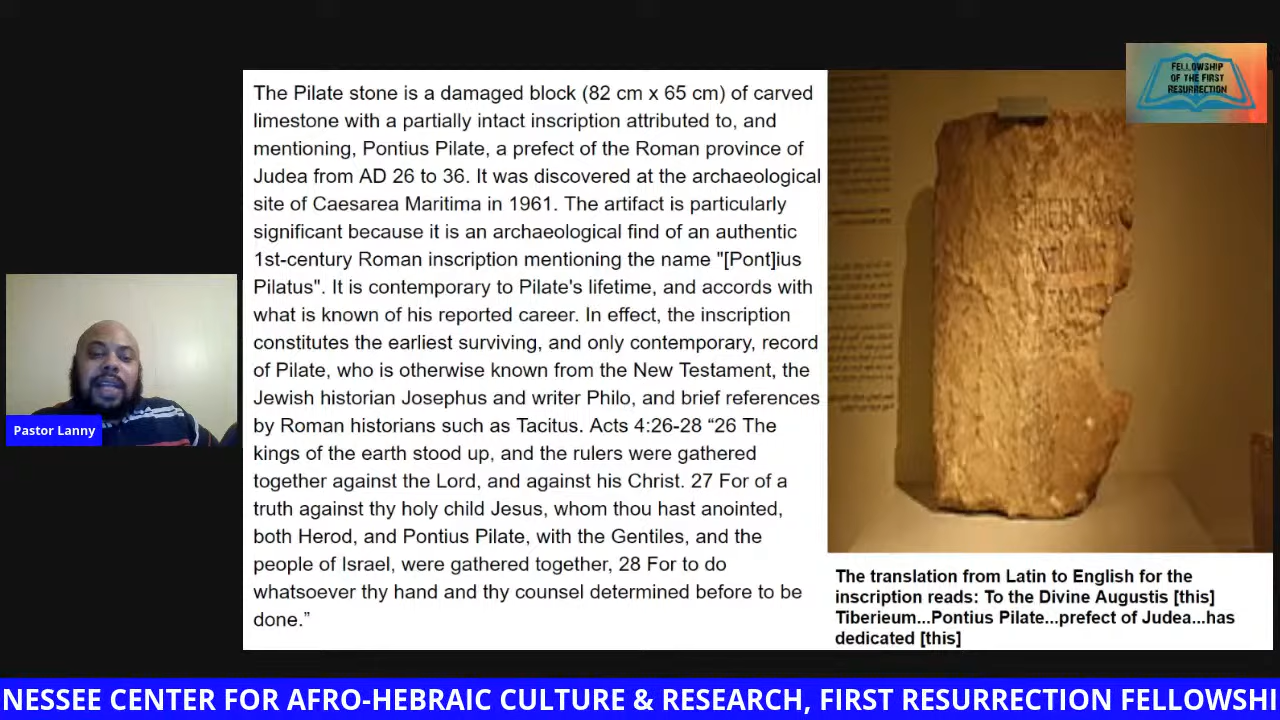 FELLOWSHIP
OF THE FIRST
RESURRECTION
The Pilate stone is a damaged block (82 cm x 65 cm) of carved
limestone with a partially intact inscription attributed to, and
mentioning, Pontius Pilate, a prefect of the Roman province of
Judea from AD 26 to 36. It was discovered at the archaeological
site of Caesarea Maritima in 1961. The artifact is particularly
significant because it is an archaeological find of an authentic
1st-century Roman inscription mentioning the name "[Pont]ius
Pilatus". It is contemporary to Pilate's lifetime, and accords with
what is known of his reported career. In effect, the inscription
constitutes the earliest surviving, and only contemporary, record
of Pilate, who is otherwise known from the New Testament, the
Jewish historian Josephus and writer Philo, and brief references
by Roman historians such as Tacitus. Acts 4:26-28 “26 The
kings of the earth stood up, and the rulers were gathered
together against the Lord, and against his Christ. 27 For of a
truth against thy holy child Jesus, whom thou hast anointed,
both Herod, and Pontius Pilate, with the Gentiles, and the
people of Israel, were gathered together, 28 For to do
whatsoever thy hand and thy counsel determined before to be
done.”
The translation from Latin to English for the
inscription reads: To the Divine Augustis [this]
Tiberieum...Pontius Pilate...prefect of Judea...has
dedicated [this]
Pastor Lanny
NESSEE CENTER FOR AFRO-HEBRAIC CULTURE & RESEARCH, FIRST RESURRECTION FELLOWSHI